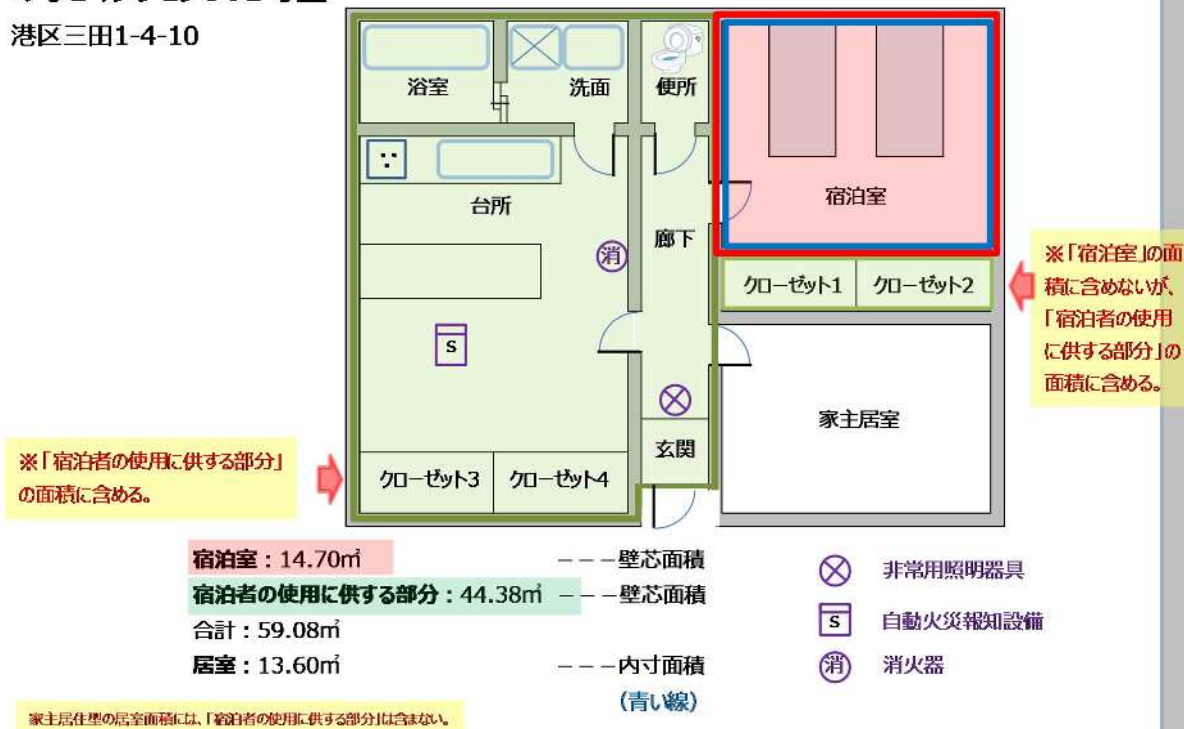 港区三田1-4-10
浴室
洗面
便所
台所
宿泊室
廊下
消
クローゼット1
クローゼット2
※「宿泊室」の面
積に含めないが、
「宿泊者の使用
に供する部分」の
面積に含める。
S
家主居室
玄関
※「宿泊者の使用に供する部分」
の面積に含める。
クローゼット3
クローゼット4
宿泊室：14.70㎡
---壁芯面積
宿泊者の使用に供する部分：44.38㎡
---壁芯面積
合計：59.08㎡
居室：13.60㎡
---内寸面積
（青い線）
非常用照明器具
S
自動火災報知設備
消
消火器
家主居住型の居室面積には、「宿泊者の使用に供する部分」は含まない。